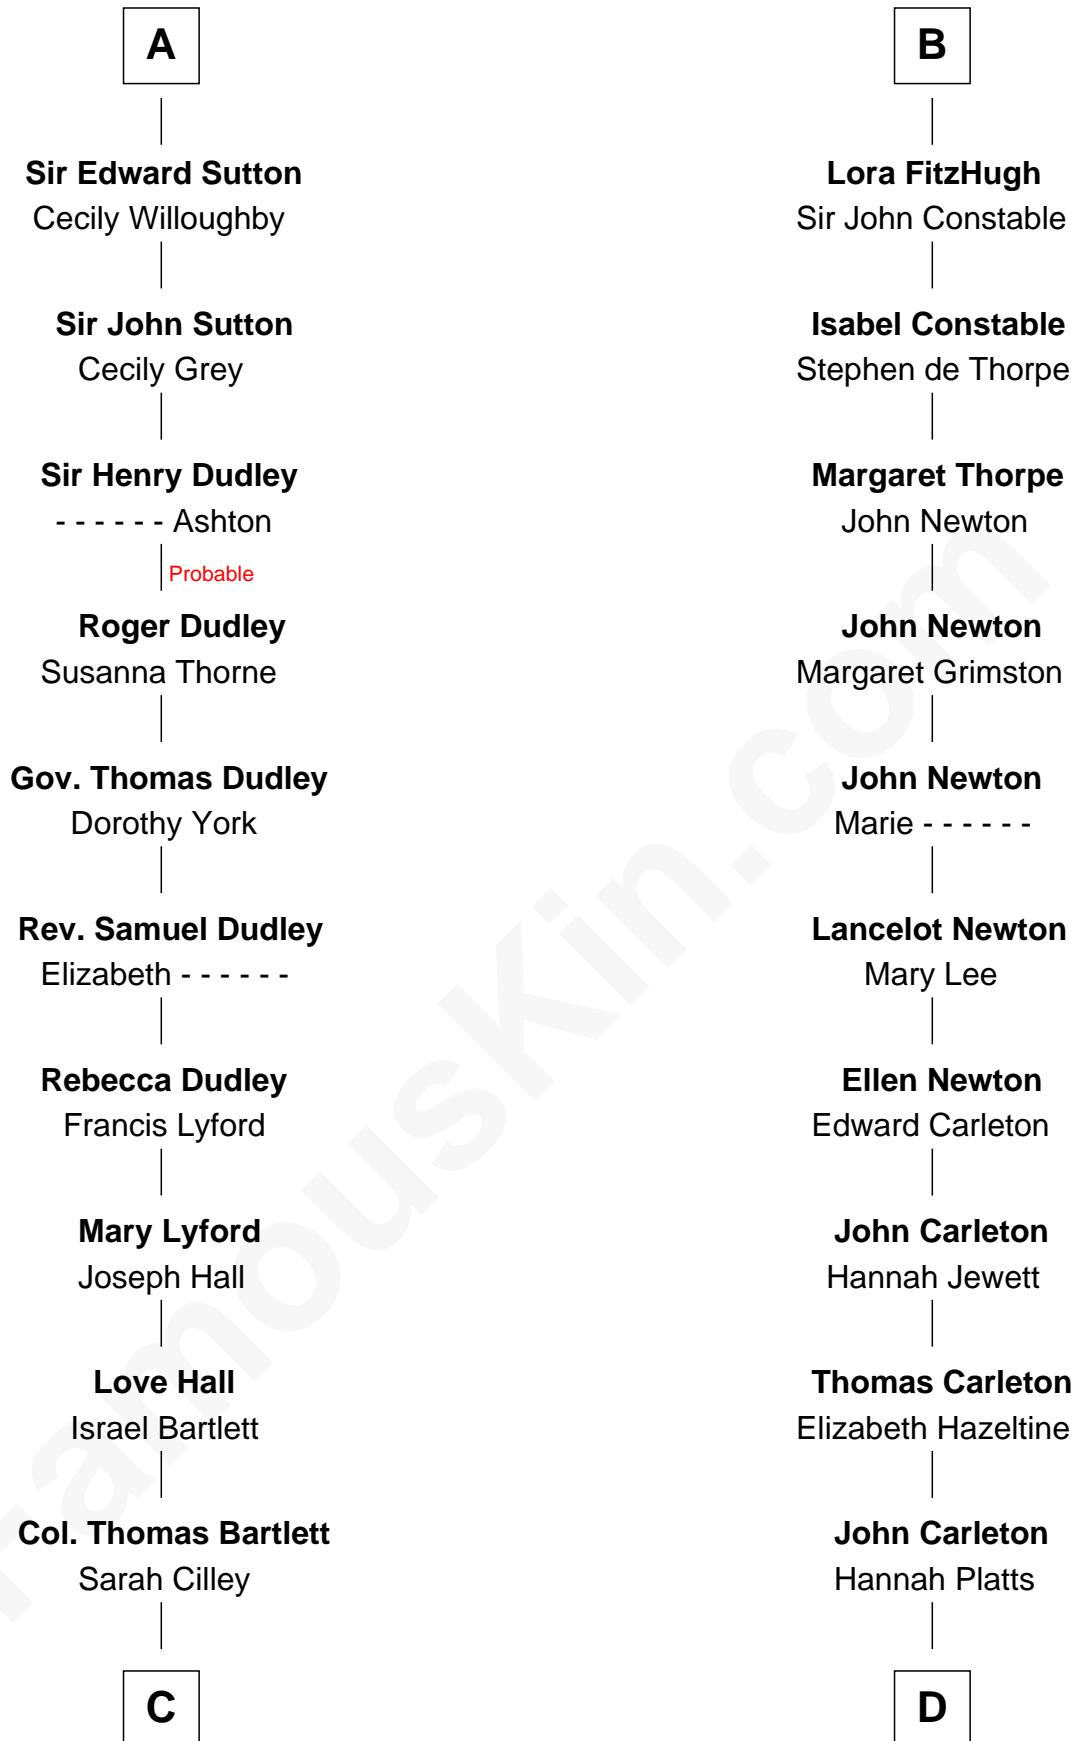 A
Sir Edward Sutton
Cecily Willoughby
Sir John Sutton
Cecily Grey
Sir Henry Dudley
- - - - - - Ashton
Probable
Roger Dudley
Susanna Thorne
Gov. Thomas Dudley
Dorothy York
Rev. Samuel Dudley
Elizabeth - - - - - -
Rebecca Dudley
Francis Lyford
Mary Lyford
Joseph Hall
Love Hall
Israel Bartlett
Col. Thomas Bartlett
Sarah Cilley
C
B
Lora FitzHugh
Sir John Constable
Isabel Constable
Stephen de Thorpe
Margaret Thorpe
John Newton
John Newton
Margaret Grimston
John Newton
Marie - - - - - -
Lancelot Newton
Mary Lee
Ellen Newton
Edward Carleton
John Carleton
Hannah Jewett
Thomas Carleton
Elizabeth Hazeltine
John Carleton
Hannah Platts
D
FamousKin.com